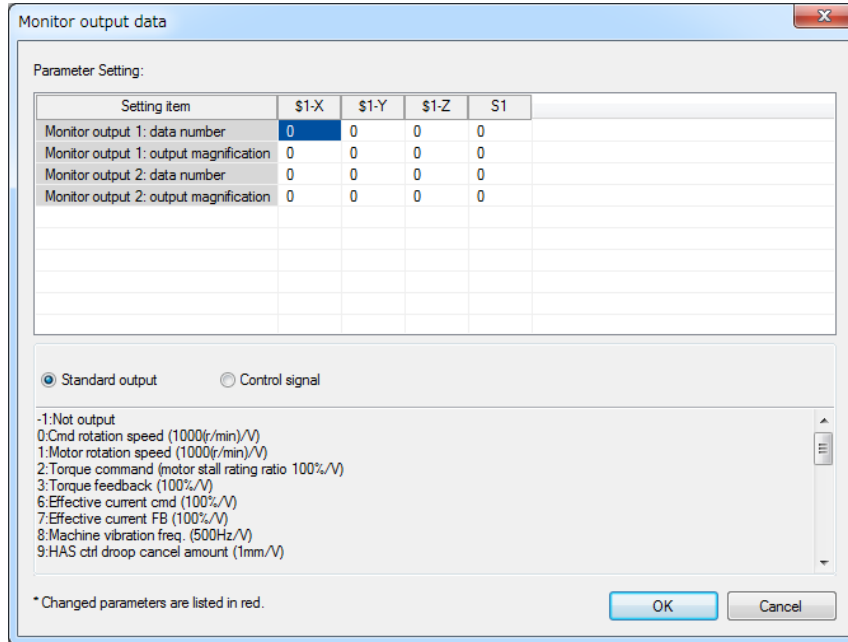 Monitor output data
Parameter Setting:
Setting item $1-X $1-Y $1-Z S1
Monitor output 1: data number 0 0 0 0
Monitor output 1: output magnification 0 0 0 0
Monitor output 2: data number 0 0 0 0
Monitor output 2: output magnification 0 0 0 0
Standard output Control signal
-1:Not output
0:Cmd rotation speed (1000(r/min)/V)
1:Motor rotation speed (1000(r/min)/V)
2:Torque command (motor stall rating ratio 100%/V)
3:Torque feedback (100%/V)
6:Effective current cmd (100%/V)
7:Effective current FB (100%/V)
8:Machine vibration freq. (500Hz/V)
9:HAS ctrl droop cancel amount (1mm/V)
* Changed parameters are listed in red.
OK Cancel